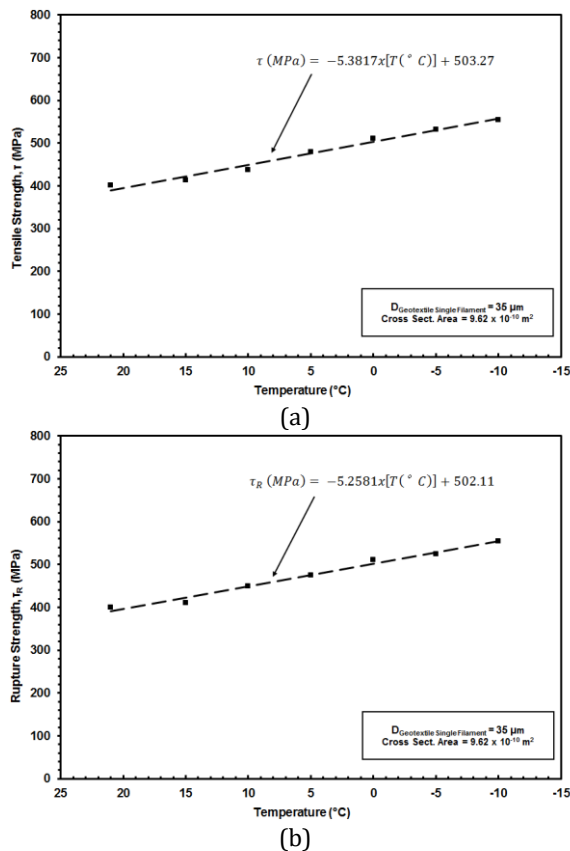 800
τ (MPa) = −5.3817x[T(° C)] + 503.27
700
600
500
400
300
200
100
0
Tensile Strength, τ (MPa)
D Geotextile Single Filament = 35 µm
Cross Sect. Area = 9.62 x 10⁻¹⁰ m²
25 20 15 10 5 0 -5 -10 -15
Temperature (°C)
(a)
800
τR (MPa) = −5.2581x[T(° C)] + 502.11
700
600
500
400
300
200
100
0
Rupture Strength, τR (MPa)
D Geotextile Single Filament = 35 µm
Cross Sect. Area = 9.62 x 10⁻¹⁰ m²
25 20 15 10 5 0 -5 -10 -15
Temperature (°C)
(b)